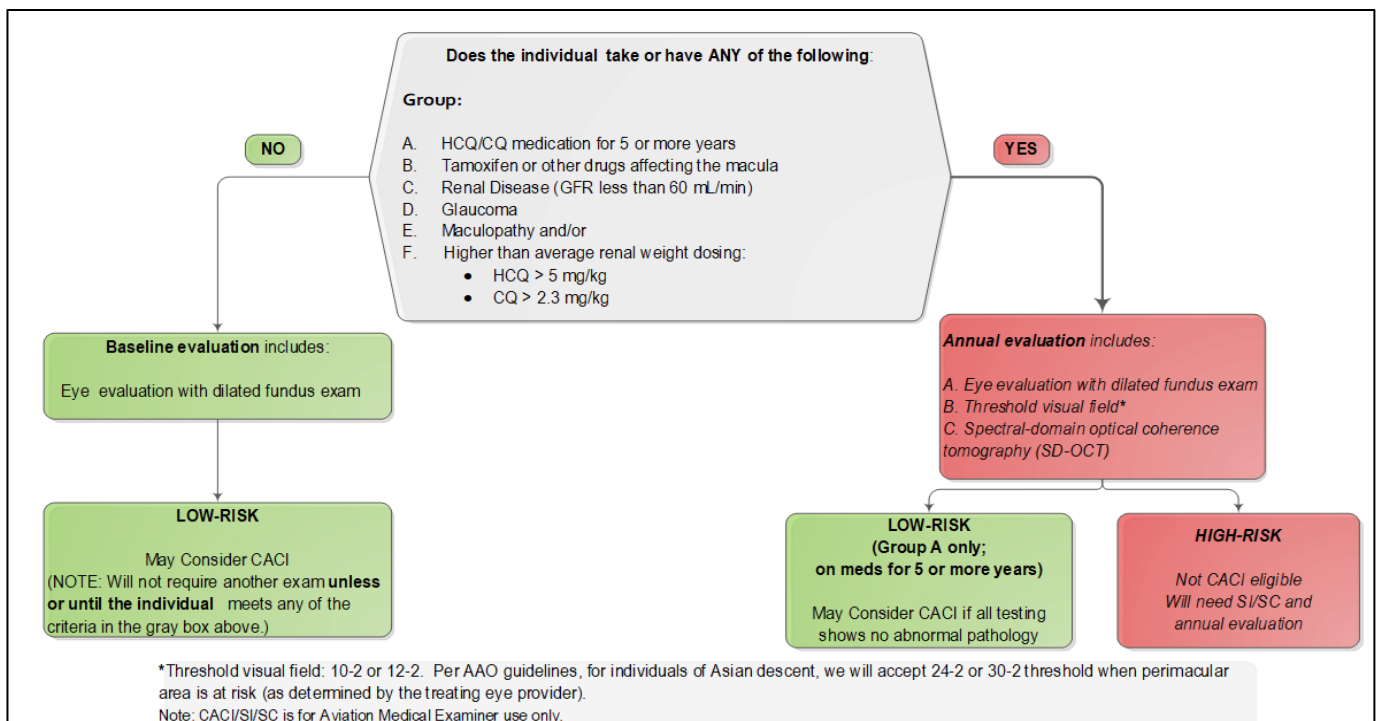 Does the individual take or have ANY of the following:
Group:
A. HCQ/CQ medication for 5 or more years
B. Tamoxifen or other drugs affecting the macula
C. Renal Disease (GFR less than 60 mL/min)
D. Glaucoma
E. Maculopathy and/or
F. Higher than average renal weight dosing:
• HCQ > 5 mg/kg
• CQ > 2.3 mg/kg
NO
YES
Baseline evaluation includes:
Eye evaluation with dilated fundus exam
Annual evaluation includes:
A. Eye evaluation with dilated fundus exam
B. Threshold visual field*
C. Spectral-domain optical coherence
tomography (SD-OCT)
LOW-RISK
May Consider CACI
(NOTE: Will not require another exam unless
or until the individual meets any of the
criteria in the gray box above.)
LOW-RISK
(Group A only;
on meds for 5 or more years)
May Consider CACI if all testing
shows no abnormal pathology
HIGH-RISK
Not CACI eligible
Will need SI/SC and
annual evaluation
*Threshold visual field: 10-2 or 12-2. Per AAO guidelines, for individuals of Asian descent, we will accept 24-2 or 30-2 threshold when perimacular
area is at risk (as determined by the treating eye provider).
Note: CACI/SI/SC is for Aviation Medical Examiner use only.